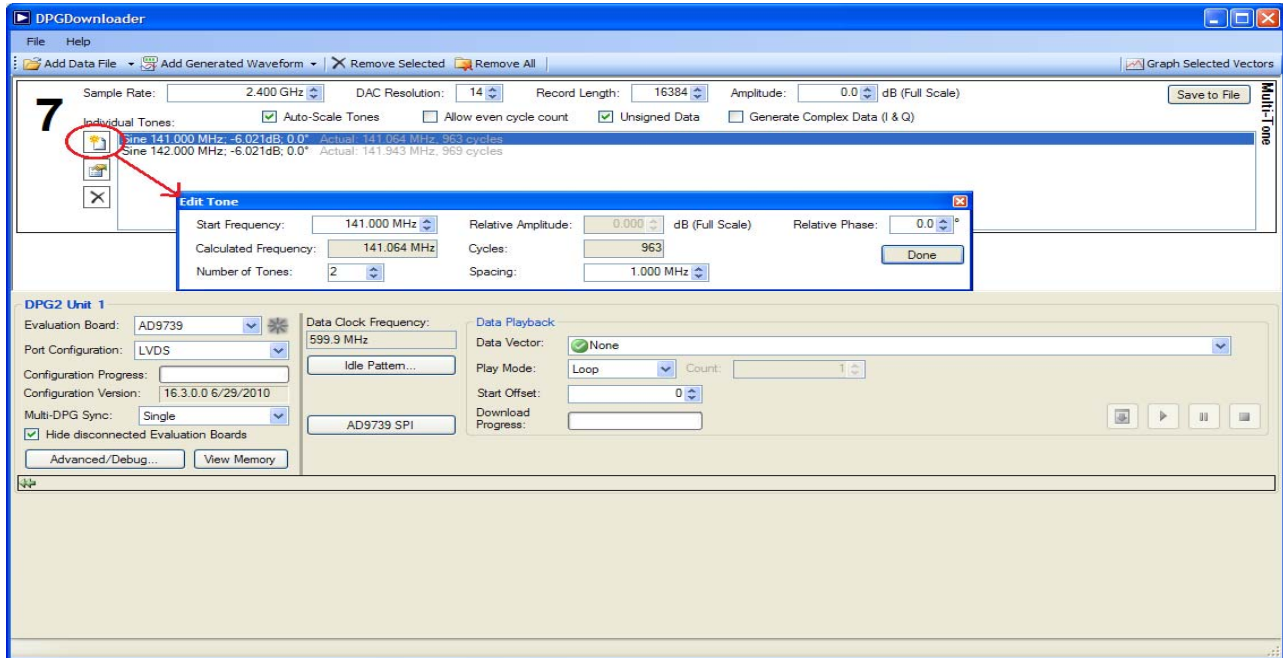 DPGDownloader
File Help
Add Data File Add Generated Waveform Remove Selected Remove All Graph Selected Vectors
7
Sample Rate: 2.400 GHz DAC Resolution: 14 Record Length: 16384 Amplitude: 0.0 dB (Full Scale) Save to File
Multi-Tone
Individual Tones: Auto-Scale Tones Allow even cycle count Unsigned Data Generate Complex Data (I & Q)
Sine 141.000 MHz; -6.021dB; 0.0° Actual: 141.064 MHz, 963 cycles
Sine 142.000 MHz; -6.021dB; 0.0° Actual: 141.943 MHz, 969 cycles
Edit Tone
Start Frequency: 141.000 MHz Relative Amplitude: 0.000 dB (Full Scale) Relative Phase: 0.0 °
Calculated Frequency: 141.064 MHz Cycles: 963 Done
Number of Tones: 2 Spacing: 1.000 MHz
DPG2 Unit 1
Evaluation Board: AD9739 Data Clock Frequency: Data Playback
599.9 MHz Data Vector: None
Port Configuration: LVDS Idle Pattern... Play Mode: Loop Count: 1
Configuration Progress:
Configuration Version: 16.3.0.0 6/29/2010 Start Offset: 0
Multi-DPG Sync: Single AD9739 SPI Download Progress:
Hide disconnected Evaluation Boards
Advanced/Debug... View Memory